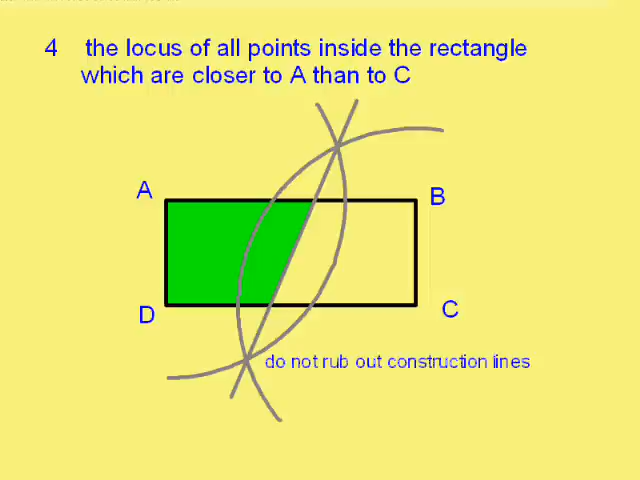 4 the locus of all points inside the rectangle
which are closer to A than to C
A
B
D
C
do not rub out construction lines